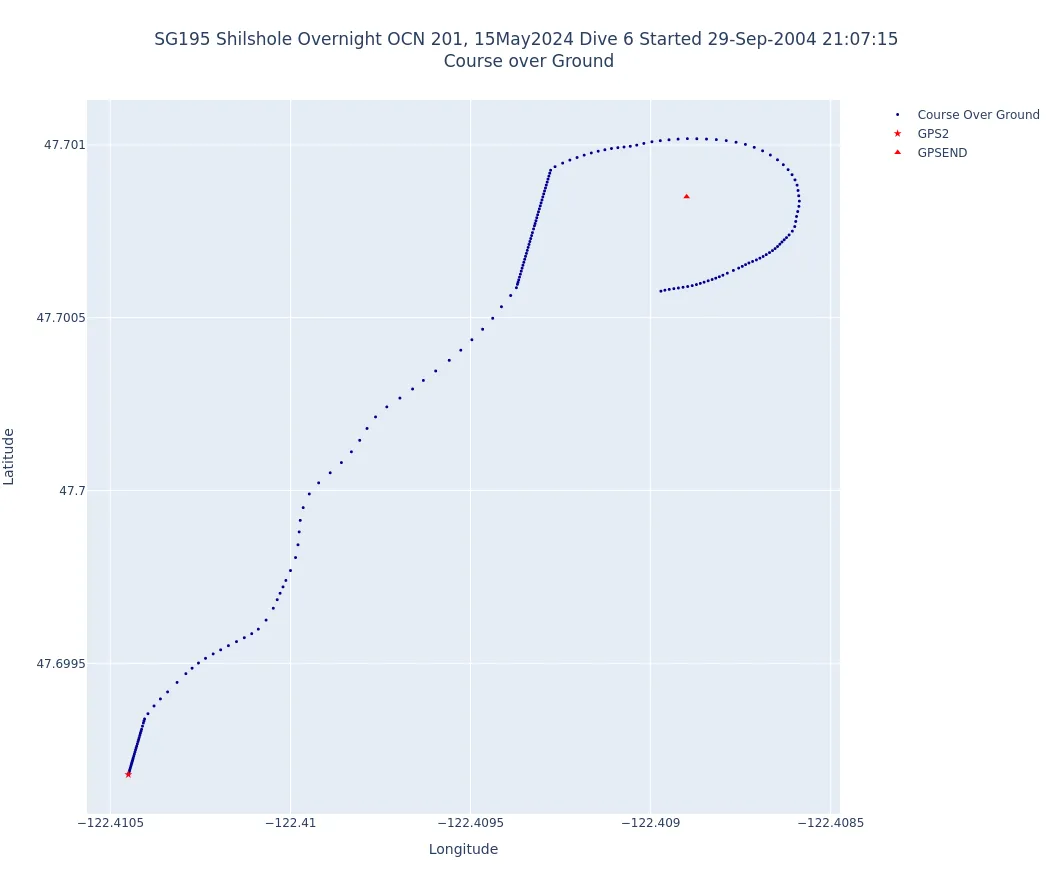 SG195 Shilshole Overnight OCN 201, 15May2024 Dive 6 Started 29-Sep-2004 21:07:15
Course over Ground
Course Over Ground
GPS2
GPSEND
47.701
47.7005
47.7
47.6995
Latitude
−122.4105
−122.41
−122.4095
−122.409
−122.4085
Longitude